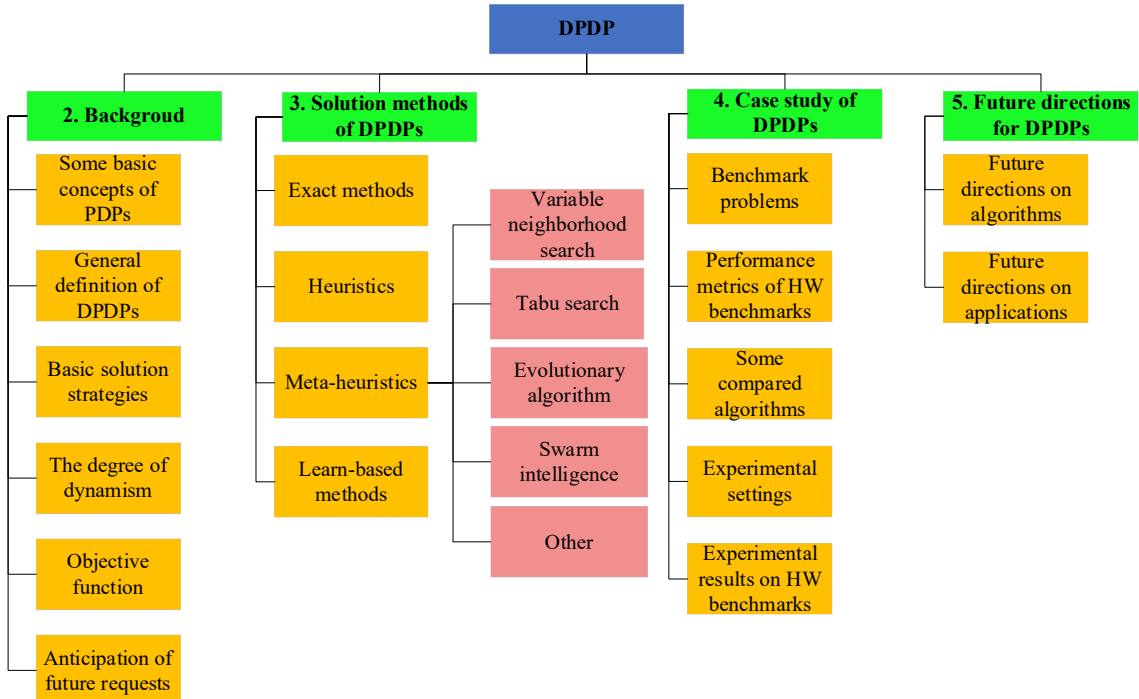 DPDP
2. Backgroud
Some basic
concepts of
PDPs
General
definition of
DPDPs
Basic solution
strategies
The degree of
dynamism
Objective
function
Anticipation of
future requests
3. Solution methods
of DPDPs
Exact methods
Heuristics
Meta-heuristics
Learn-based
methods
Variable
neighborhood
search
Tabu search
Evolutionary
algorithm
Swarm
intelligence
Other
4. Case study of
DPDPs
Benchmark
problems
Performance
metrics of HW
benchmarks
Some
compared
algorithms
Experimental
settings
Experimental
results on HW
benchmarks
5. Future directions
for DPDPs
Future
directions on
algorithms
Future
directions on
applications